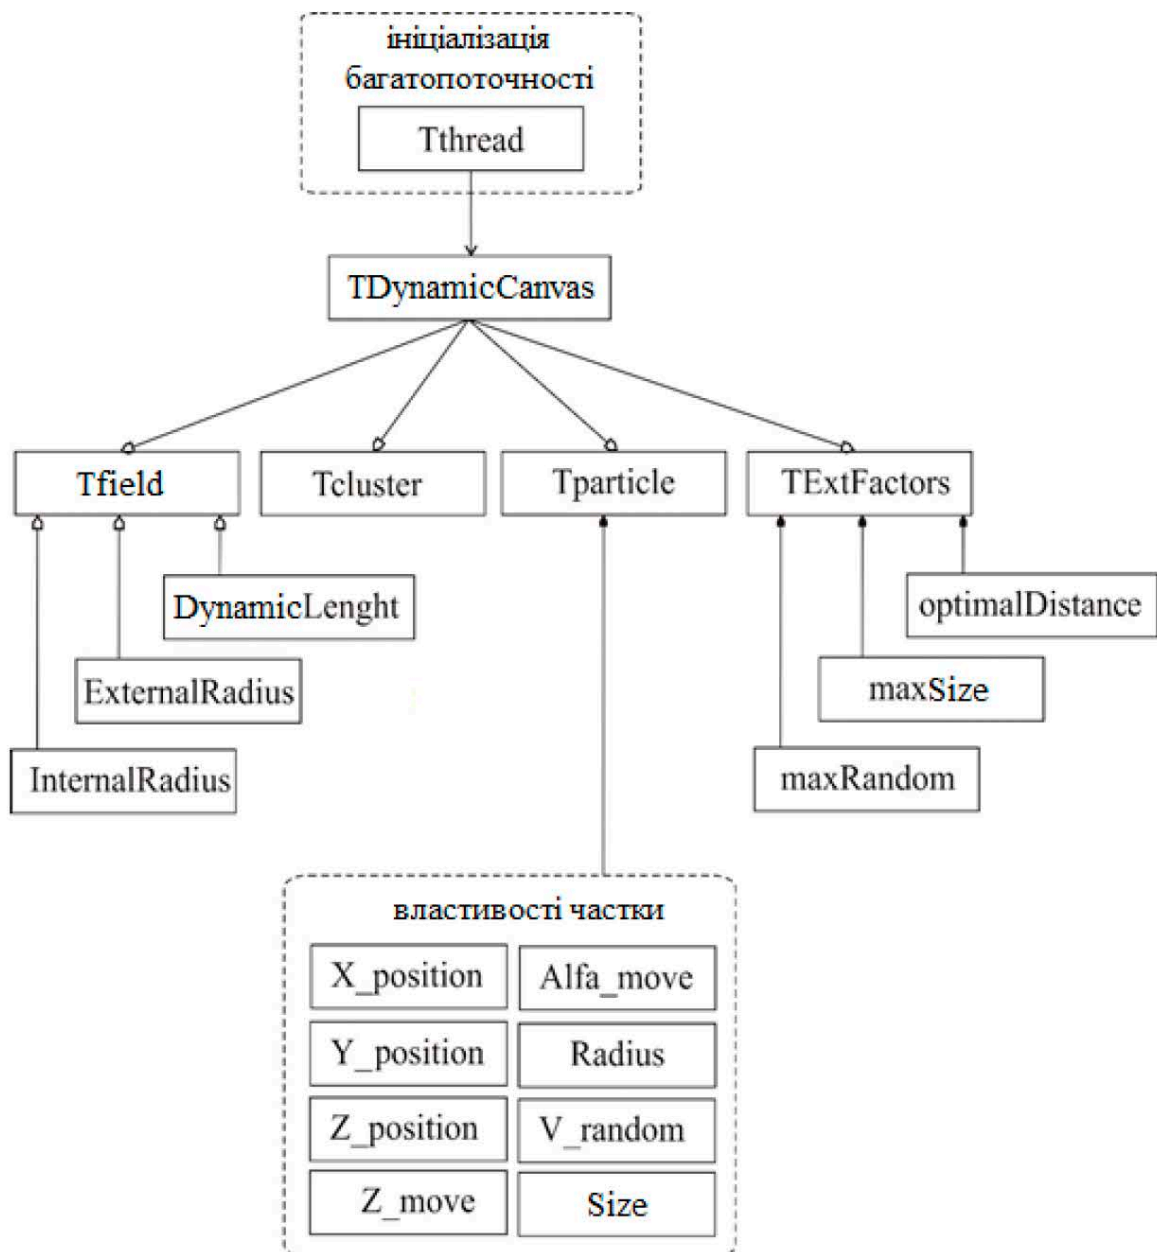 ініціалізація
багатопоточності
Tthread
TDynamicCanvas
Tfield
Tcluster
Tparticle
TExtFactors
DynamicLenght
optimalDistance
ExternalRadius
maxSize
InternalRadius
maxRandom
властивості частки
X_position
Alfa_move
Y_position
Radius
Z_position
V_random
Z_move
Size